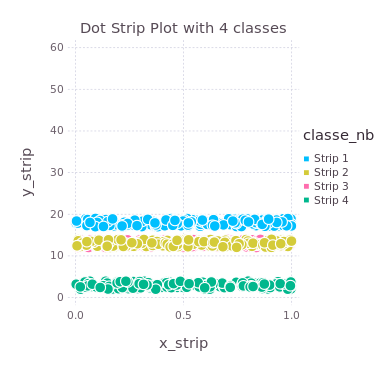 Dot Strip Plot with 4 classes
60
50
40
30
20
10
0
y_strip
0.0
0.5
1.0
x_strip
classe_nb
Strip 1
Strip 2
Strip 3
Strip 4